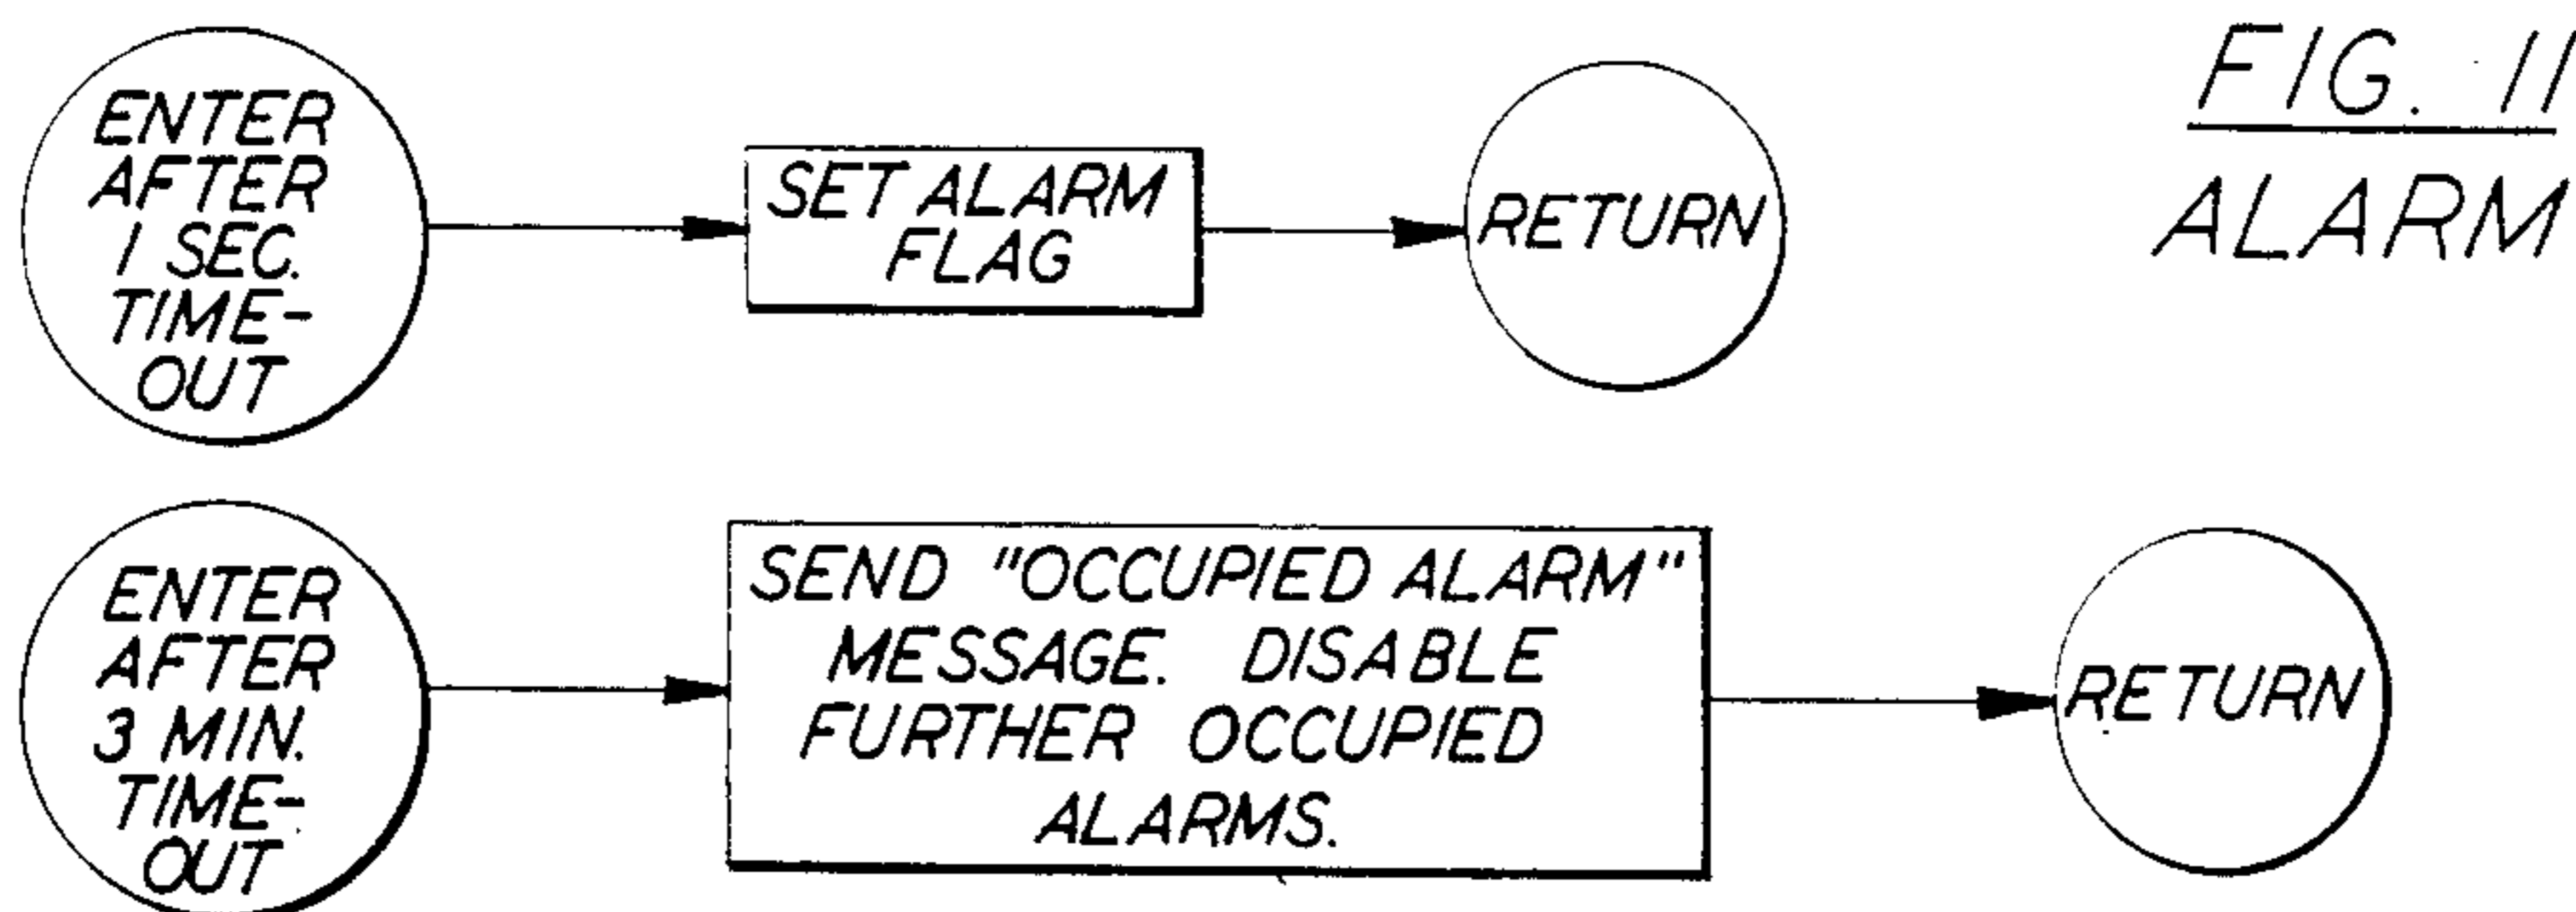 FIG. 11
ALARM
ENTER
AFTER
1 SEC.
TIME-
OUT
SET ALARM
FLAG
RETURN
ENTER
AFTER
3 MIN.
TIME-
OUT
SEND "OCCUPIED ALARM"
MESSAGE. DISABLE
FURTHER OCCUPIED
ALARMS.
RETURN